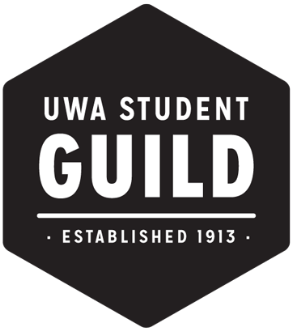 UWA STUDENT
GUILD
· ESTABLISHED 1913 ·